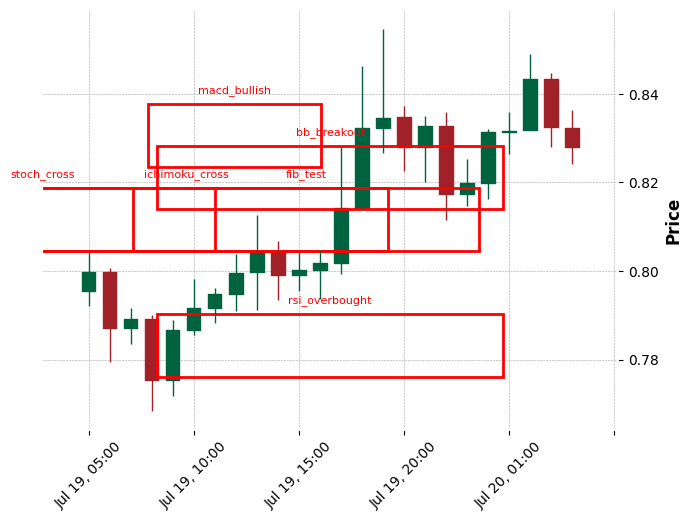 macd_bullish
0.84
bb_breakout
0.82
stoch_cross
ichimoku_cross
fib_test
Price
0.80
rsi_overbought
0.78
Jul 19, 05:00
Jul 19, 10:00
Jul 19, 15:00
Jul 19, 20:00
Jul 20, 01:00